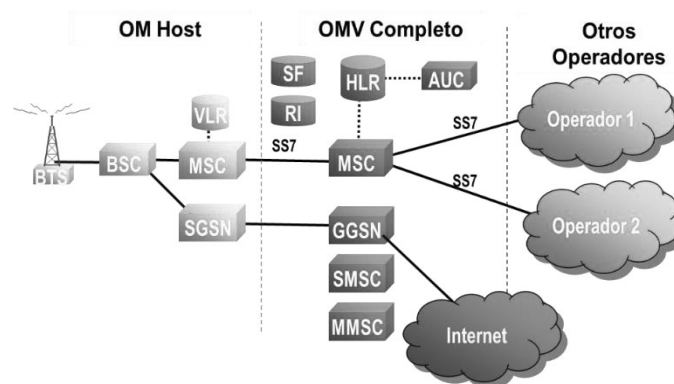 OM Host
OMV Completo
Otros
Operadores
SF
HLR
AUC
VLR
RI
Operador 1
SS7
SS7
BTS
BSC
MSC
MSC
SS7
SGSN
GGSN
Operador 2
SMSC
MMSC
Internet